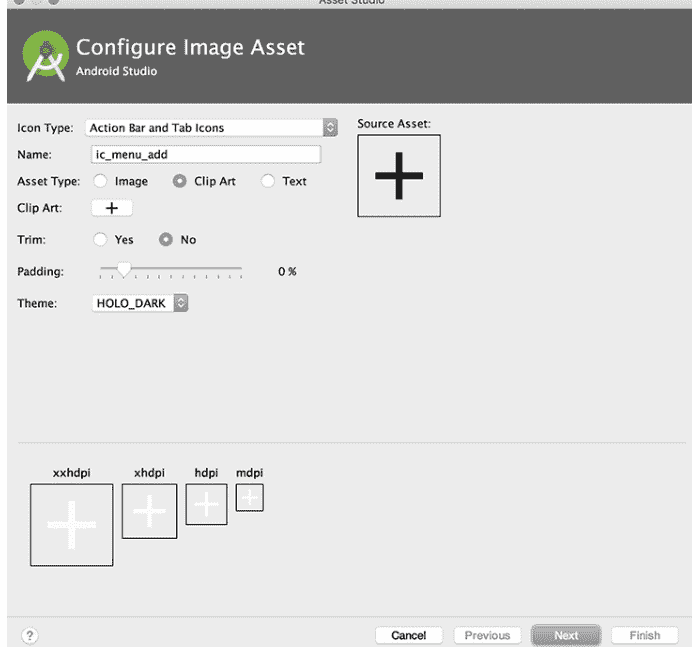 Asset Studio
Configure Image Asset
Android Studio
Icon Type: Action Bar and Tab Icons
Source Asset:
Name: ic_menu_add
Asset Type: Image Clip Art Text
Clip Art:
Trim: Yes No
Padding: 0 %
Theme: HOLO_DARK
xxhdpi xhdpi hdpi mdpi
? Cancel Previous Next Finish